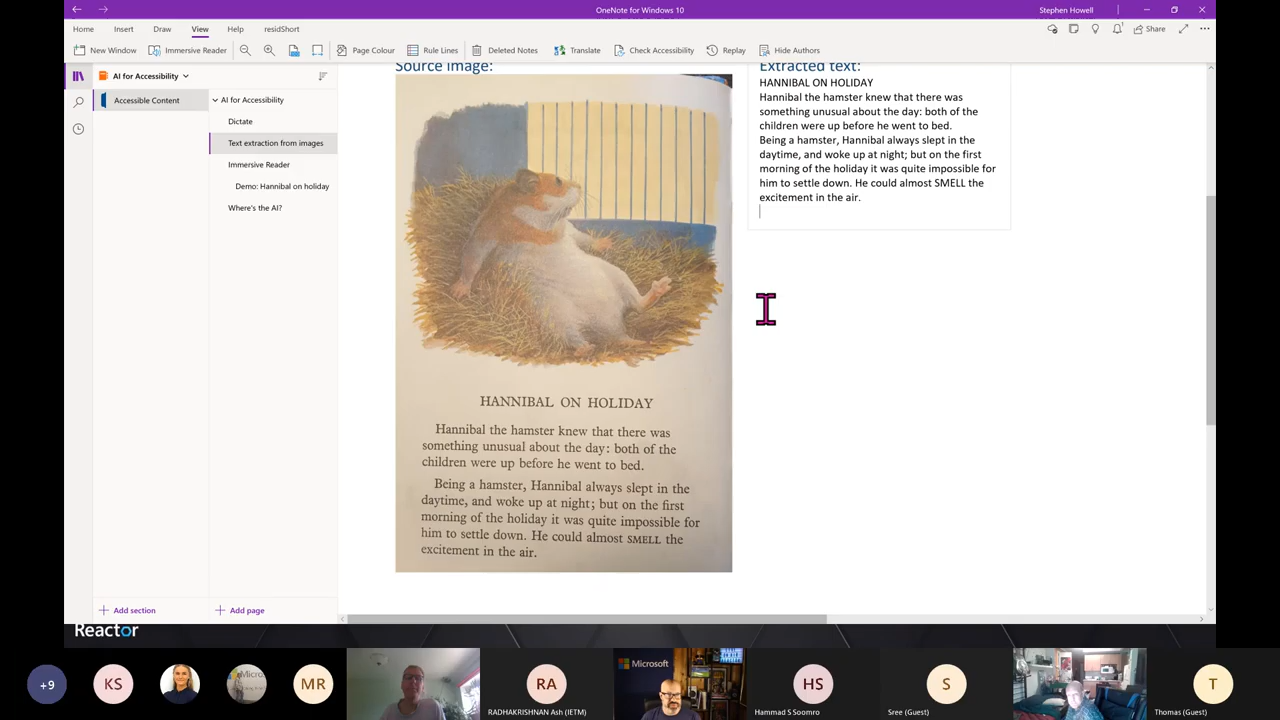 OneNote for Windows 10
Stephen Howell
Home
Insert
Draw
View
Help
residShort
New Window
Immersive Reader
Page Colour
Rule Lines
Deleted Notes
Translate
Check Accessibility
Replay
Hide Authors
Share
AI for Accessibility
Accessible Content
AI for Accessibility
Dictate
Text extraction from images
Immersive Reader
Demo: Hannibal on holiday
Where's the AI?
Add section
Add page
Source image:
HANNIBAL ON HOLIDAY
Hannibal the hamster knew that there was
something unusual about the day: both of the
children were up before he went to bed.
Being a hamster, Hannibal always slept in the
daytime, and woke up at night; but on the first
morning of the holiday it was quite impossible for
him to settle down. He could almost SMELL the
excitement in the air.
Extracted text:
HANNIBAL ON HOLIDAY
Hannibal the hamster knew that there was
something unusual about the day: both of the
children were up before he went to bed.
Being a hamster, Hannibal always slept in the
daytime, and woke up at night; but on the first
morning of the holiday it was quite impossible for
him to settle down. He could almost SMELL the
excitement in the air.
Reactor
+9
KS
MR
RA
RADHAKRISHNAN Ash (IETM)
Microsoft
HS
Hammad S Soomro
S
Sree (Guest)
T
Thomas (Guest)